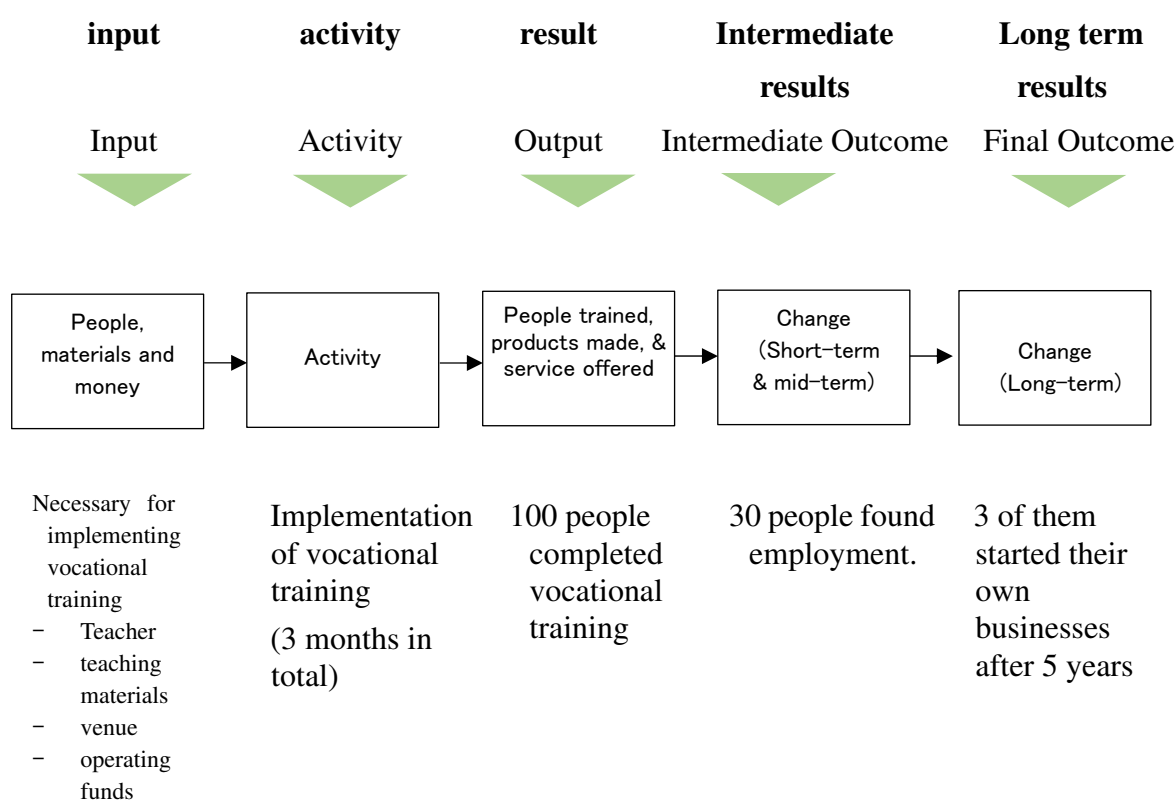 input
activity
result
Intermediate
results
Long term
results
Input
Activity
Output
Intermediate Outcome
Final Outcome
People,
materials and
money
Activity
People trained,
products made, &
service offered
Change
(Short-term
& mid-term)
Change
(Long-term)
Necessary for
implementing
vocational
training
- Teacher
- teaching
materials
- venue
- operating
funds
Implementation
of vocational
training
(3 months in
total)
100 people
completed
vocational
training
30 people found
employment.
3 of them
started their
own
businesses
after 5 years